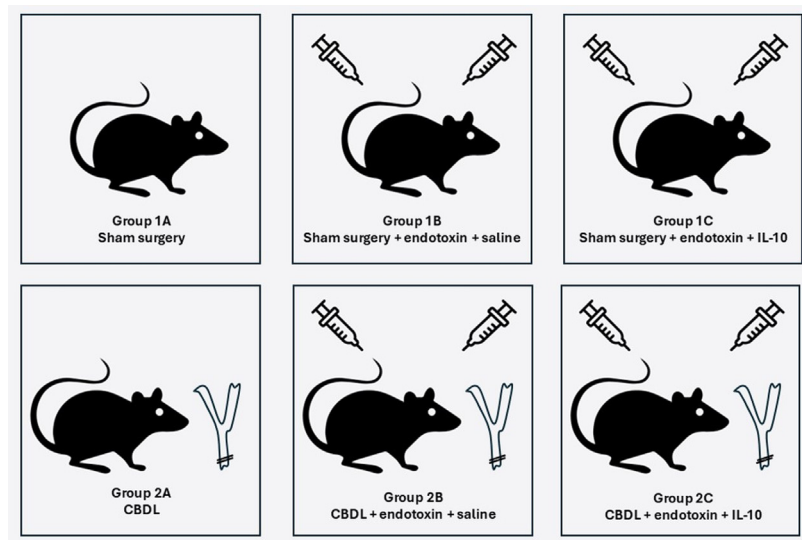 Group 1A
Sham surgery
Group 1B
Sham surgery + endotoxin + saline
Group 1C
Sham surgery + endotoxin + IL-10
Group 2A
CBDL
Group 2B
CBDL + endotoxin + saline
Group 2C
CBDL + endotoxin + IL-10